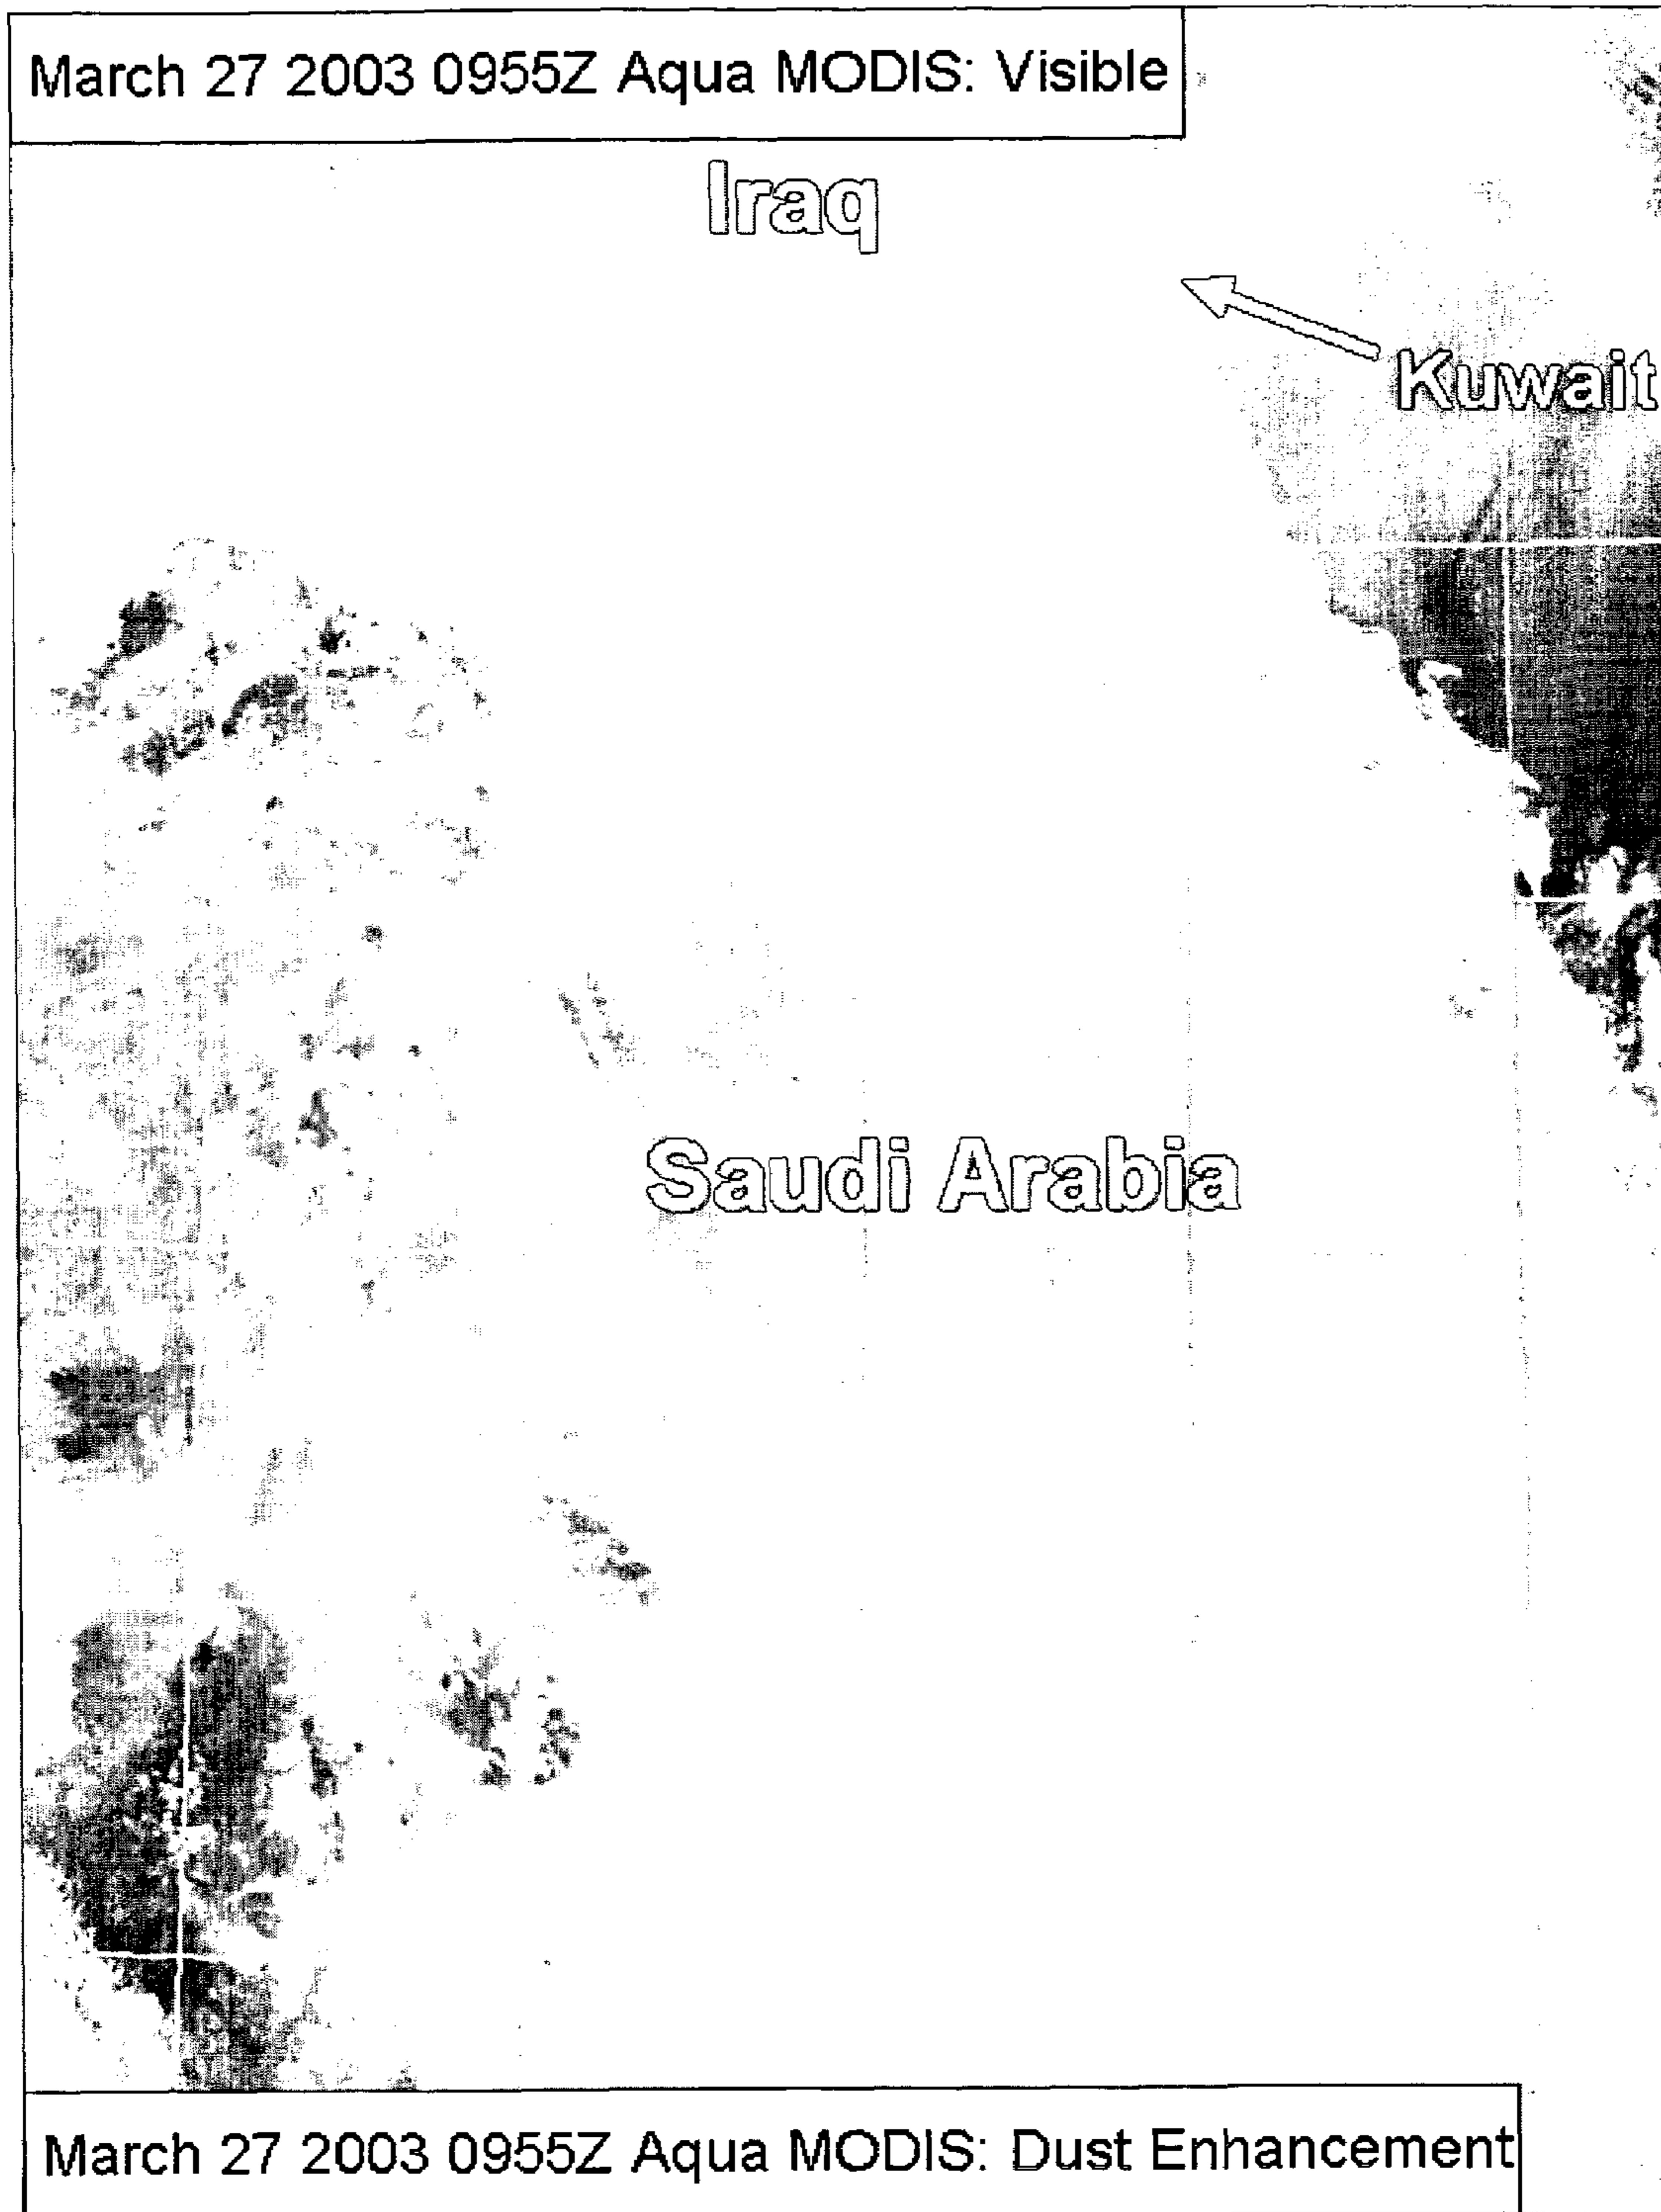 March 27 2003 0955Z Aqua MODIS: Visible
Iraq
Kuwait
Saudi Arabia
March 27 2003 0955Z Aqua MODIS: Dust Enhancement